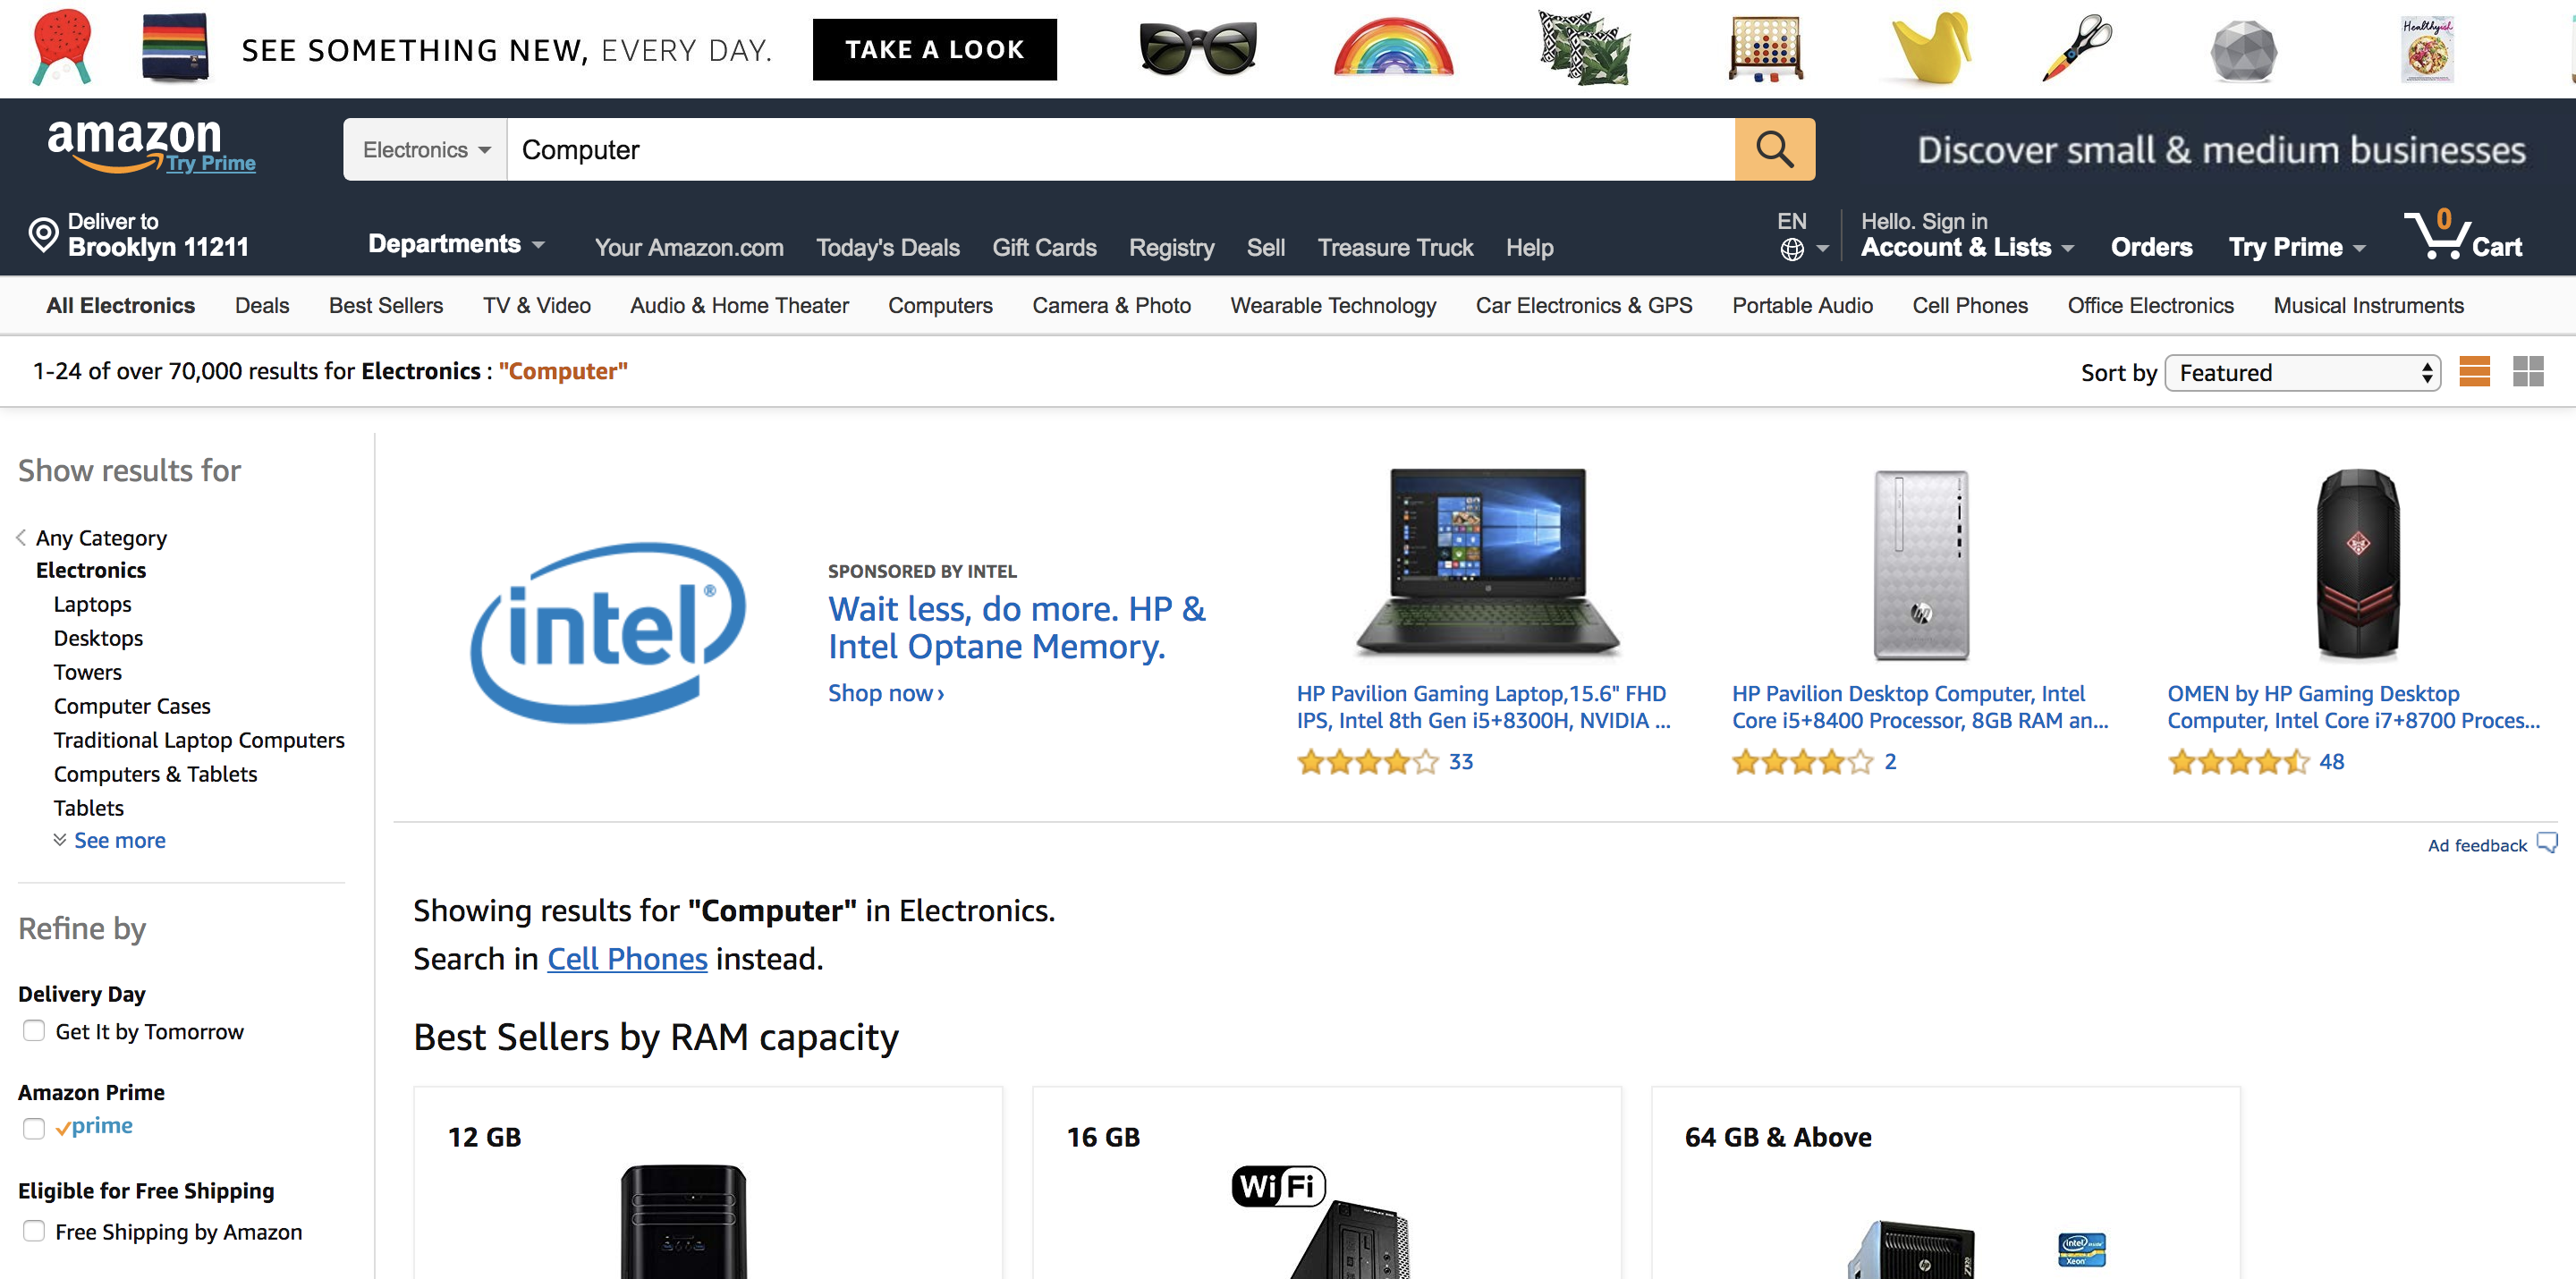 SEE SOMETHING NEW, EVERY DAY.
TAKE A LOOK
Healthyish
amazon
Try Prime
Electronics
Computer
Discover small & medium businesses
Deliver to
Brooklyn 11211
Departments
Your Amazon.com
Today's Deals
Gift Cards
Registry
Sell
Treasure Truck
Help
EN
Hello. Sign in
Account & Lists
Orders
Try Prime
0
Cart
All Electronics
Deals
Best Sellers
TV & Video
Audio & Home Theater
Computers
Camera & Photo
Wearable Technology
Car Electronics & GPS
Portable Audio
Cell Phones
Office Electronics
Musical Instruments
1-24 of over 70,000 results for Electronics : "Computer"
Sort by
Featured
Show results for
Any Category
Electronics
Laptops
Desktops
Towers
Computer Cases
Traditional Laptop Computers
Computers & Tablets
Tablets
See more
Refine by
Delivery Day
Get It by Tomorrow
Amazon Prime
prime
Eligible for Free Shipping
Free Shipping by Amazon
intel®
SPONSORED BY INTEL
Wait less, do more. HP &
Intel Optane Memory.
Shop now ›
HP Pavilion Gaming Laptop,15.6" FHD
IPS, Intel 8th Gen i5+8300H, NVIDIA ...
33
hp
HP Pavilion Desktop Computer, Intel
Core i5+8400 Processor, 8GB RAM an...
2
OMEN by HP Gaming Desktop
Computer, Intel Core i7+8700 Proces...
48
Ad feedback
Showing results for "Computer" in Electronics.
Search in Cell Phones instead.
Best Sellers by RAM capacity
12 GB
16 GB
Wi Fi
64 GB & Above
hp
intel inside
Xeon